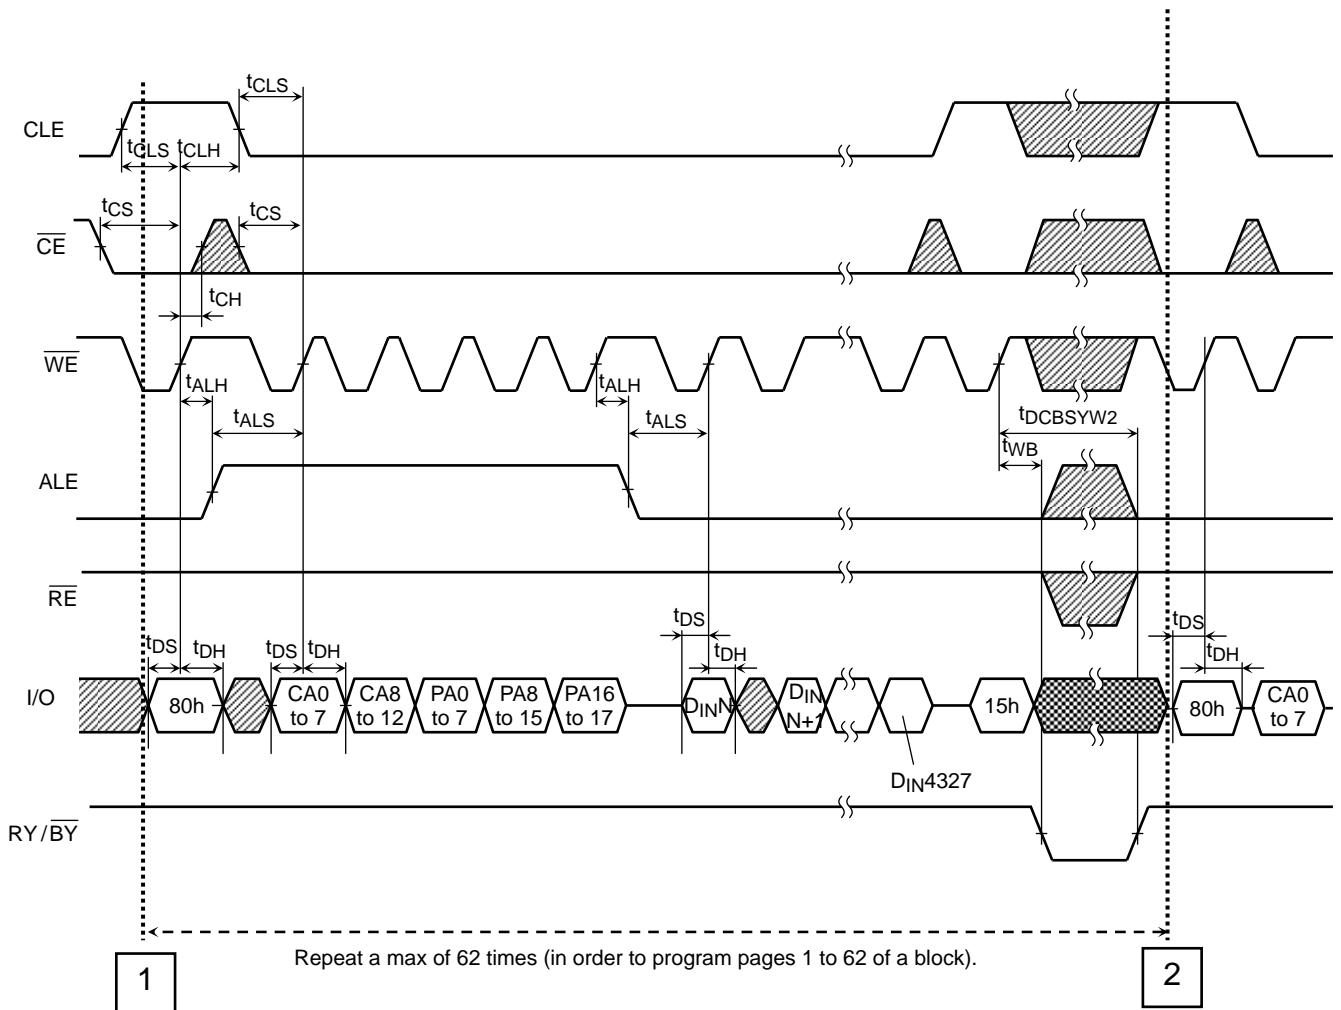 tCLS
CLE
tCLS tCLH
tCS tCS
CE
tCH
WE
tALH tALH
tALS tALS
tDCBSYW2
tWB
ALE
RE
tDS tDH tDS tDH tDS tDH tDS tDH
I/O
80h
CA0 to 7
CA8 to 12
PA0 to 7
PA8 to 15
PA16 to 17
DINN
DIN N+1
15h
80h
CA0 to 7
DIN4327
RY/BY
Repeat a max of 62 times (in order to program pages 1 to 62 of a block).
1
2